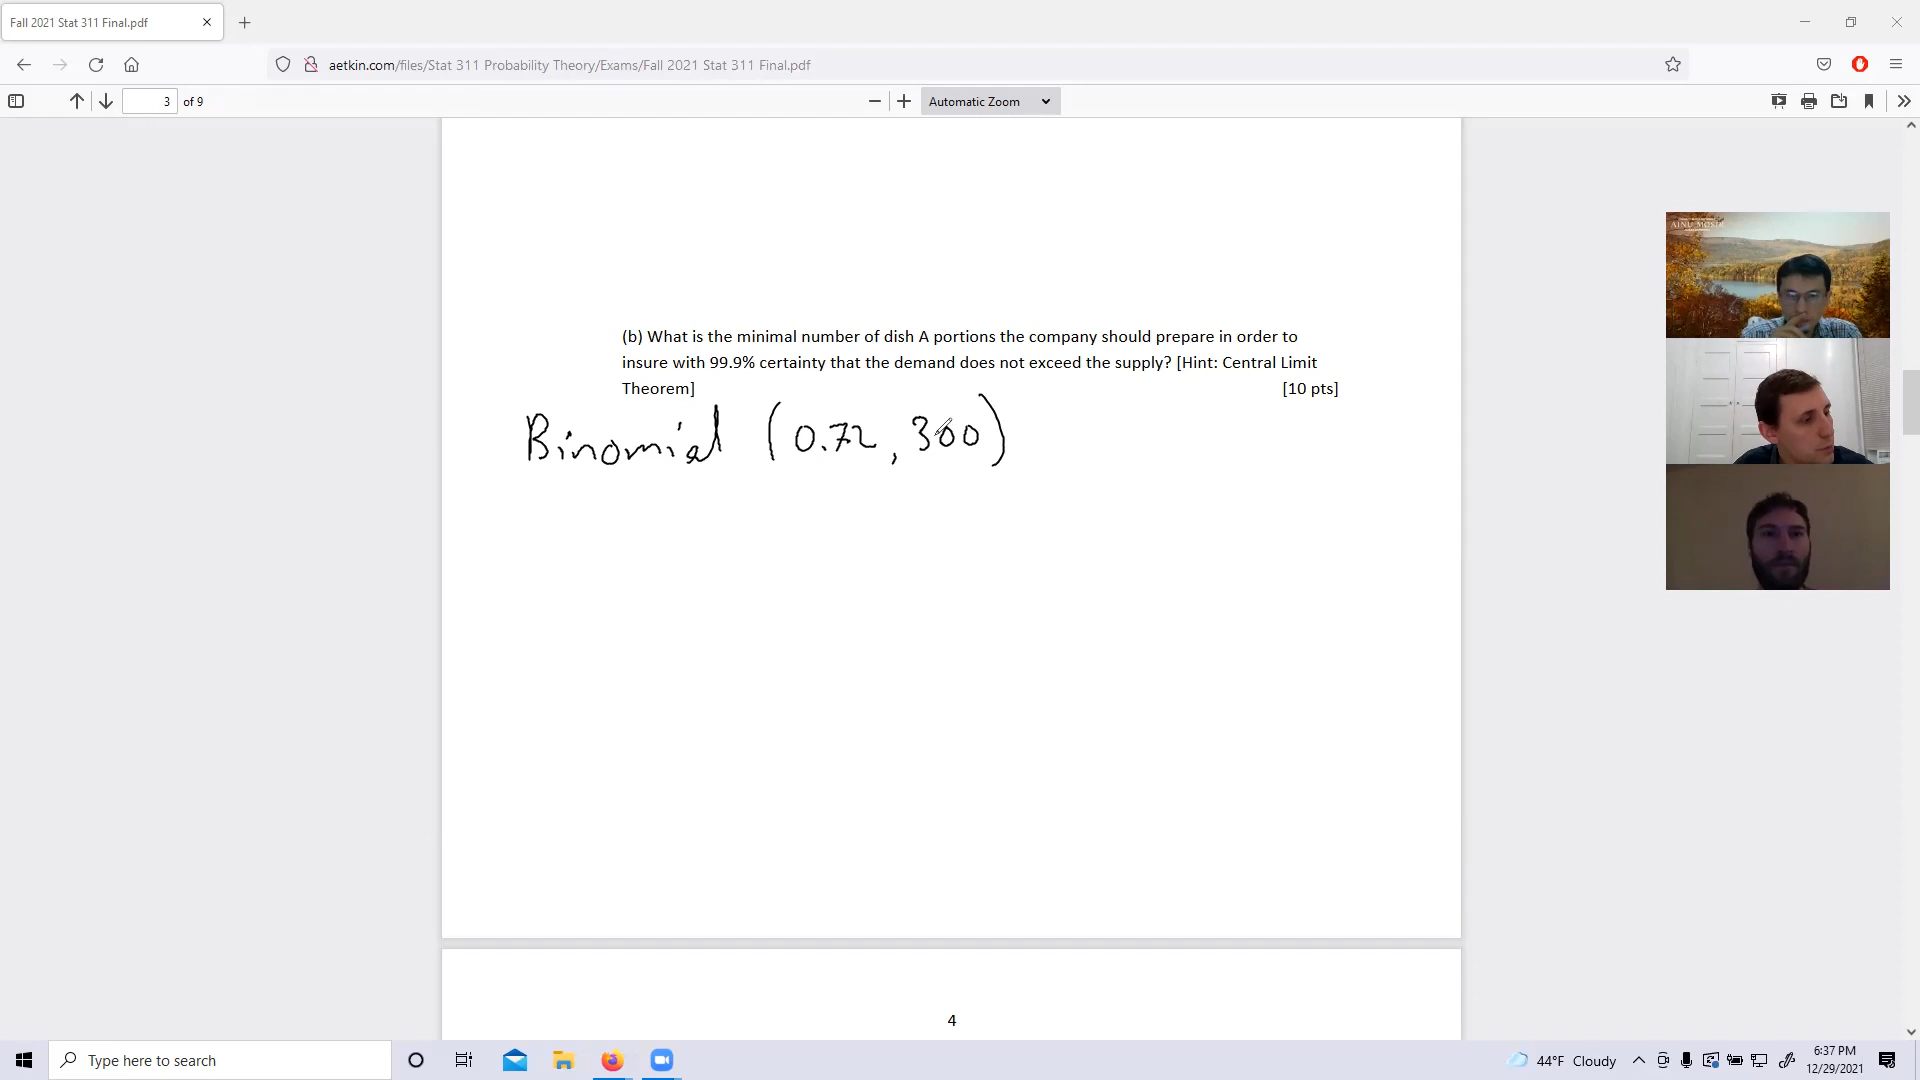 Fall 2021 Stat 311 Final.pdf
aetkin.com/files/Stat 311 Probability Theory/Exams/Fall 2021 Stat 311 Final.pdf
3 of 9
Automatic Zoom
(b) What is the minimal number of dish A portions the company should prepare in order to
insure with 99.9% certainty that the demand does not exceed the supply? [Hint: Central Limit
Theorem] [10 pts]
Binomial (0.72, 300)
4
Type here to search
44°F Cloudy
6:37 PM
12/29/2021